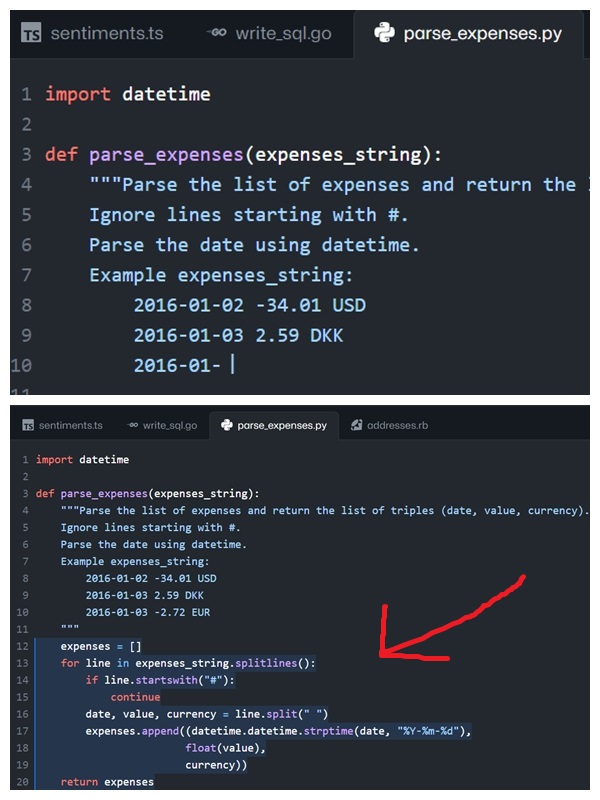 sentiments.ts write_sql.go parse_expenses.py
1 import datetime
2
3 def parse_expenses(expenses_string):
4 """Parse the list of expenses and return the
5 Ignore lines starting with #.
6 Parse the date using datetime.
7 Example expenses_string:
8 2016-01-02 -34.01 USD
9 2016-01-03 2.59 DKK
10 2016-01-
11
sentiments.ts write_sql.go parse_expenses.py addresses.rb
1 import datetime
2
3 def parse_expenses(expenses_string):
4 """Parse the list of expenses and return the list of triples (date, value, currency).
5 Ignore lines starting with #.
6 Parse the date using datetime.
7 Example expenses_string:
8 2016-01-02 -34.01 USD
9 2016-01-03 2.59 DKK
10 2016-01-03 -2.72 EUR
11 """
12 expenses = []
13 for line in expenses_string.splitlines():
14 if line.startswith("#"):
15 continue
16 date, value, currency = line.split(" ")
17 expenses.append((datetime.datetime.strptime(date, "%Y-%m-%d"),
18 float(value),
19 currency))
20 return expenses